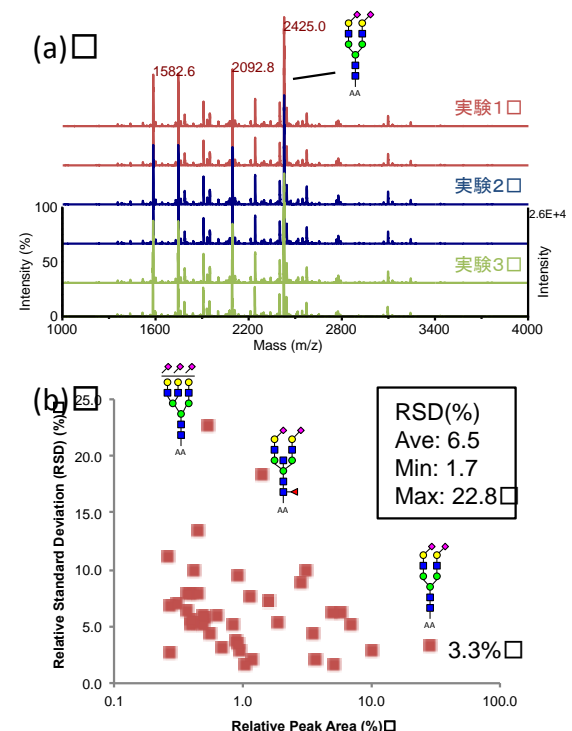 (a)□
1582.6
2092.8
2425.0
AA
実験1□
実験2□
実験3□
100
50
0
Intensity (%)
2.6E+4
Intensity
1000
1600
2200
2800
3400
4000
Mass (m/z)
(b)□
AA
AA
AA
RSD(%)
Ave: 6.5
Min: 1.7
Max: 22.8□
3.3%□
25.0
20.0
15.0
10.0
5.0
0.0
Relative Standard Deviation (RSD) (%)□
0.1
1.0
10.0
100.0
Relative Peak Area (%)□